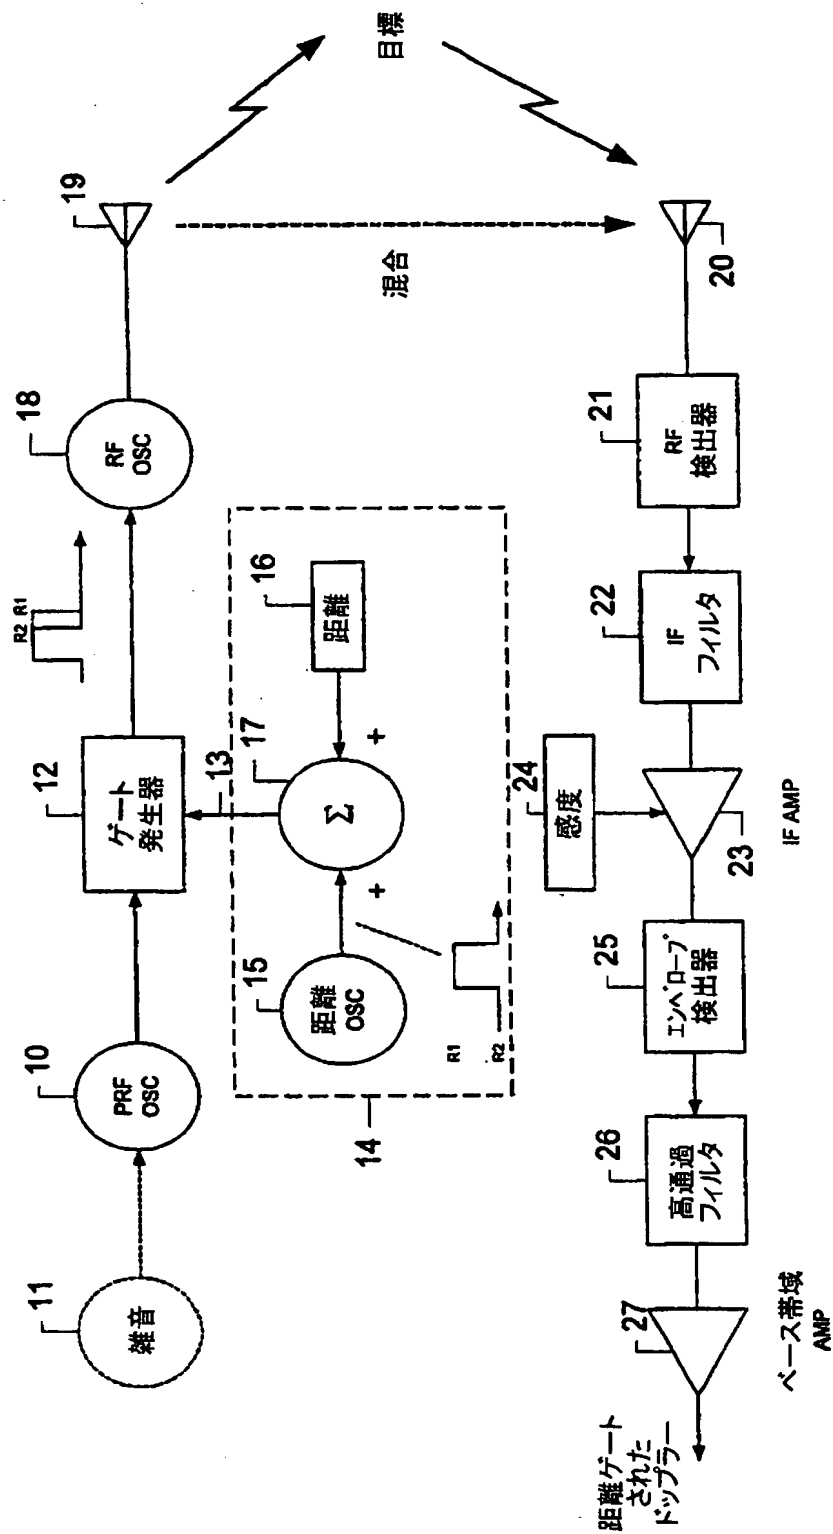 11
雑音
10
PRF
OSC
12
ゲート
発生器
R2 R1
18
RF
OSC
19
目標
混合
13
14
15
距離
OSC
R1
R2
+
17
Σ
+
16
距離
20
21
RF
検出器
22
IF
フィルタ
24
感度
23
IF AMP
25
エンベロープ
検出器
26
高通過
フィルタ
27
ベース帯域
AMP
距離ゲート
された
ドップラー